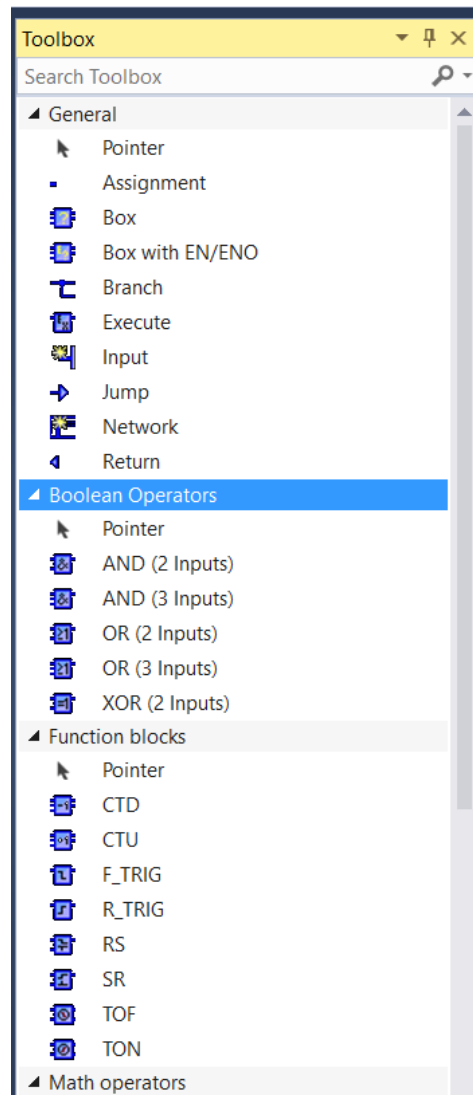 Toolbox
Search Toolbox
General
Pointer
Assignment
Box
Box with EN/ENO
Branch
Execute
Input
Jump
Network
Return
Boolean Operators
Pointer
AND (2 Inputs)
AND (3 Inputs)
OR (2 Inputs)
OR (3 Inputs)
XOR (2 Inputs)
Function blocks
Pointer
CTD
CTU
F_TRIG
R_TRIG
RS
SR
TOF
TON
Math operators